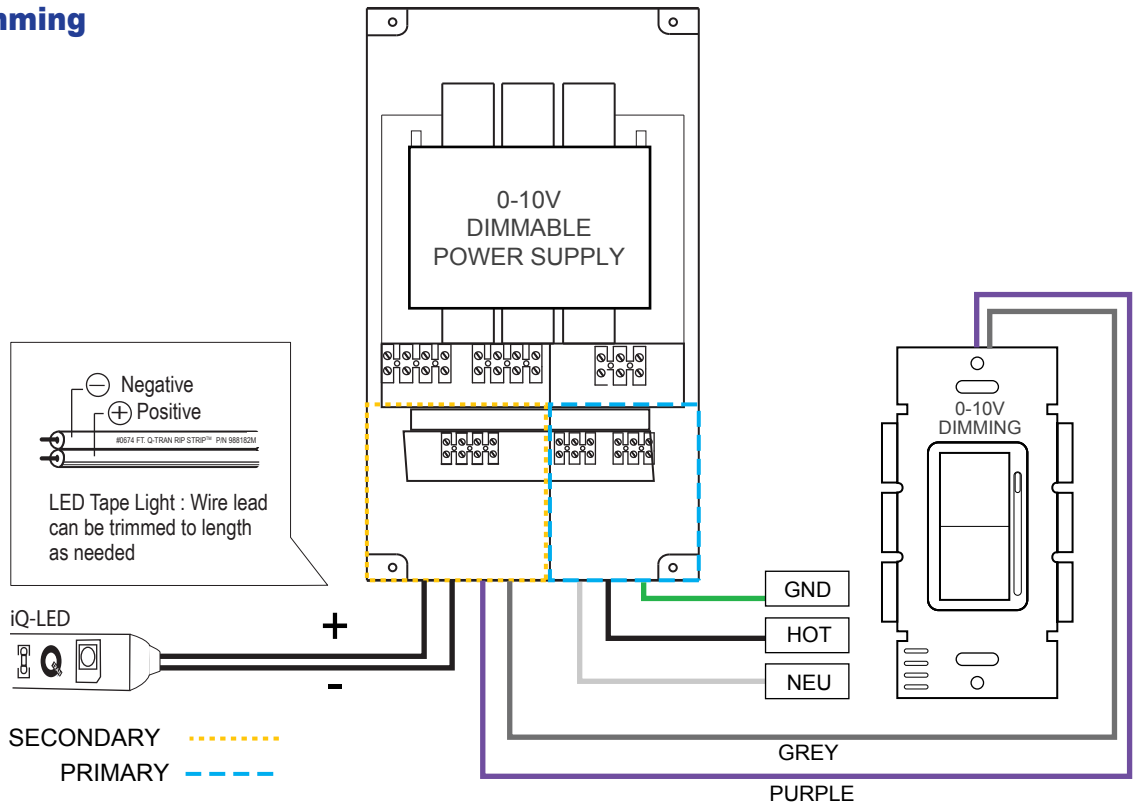 mming
0-10V
DIMMABLE
POWER SUPPLY
Negative
Positive
#0674 FT. Q-TRAN RIP STRIP™ P/N 988182M
LED Tape Light : Wire lead
can be trimmed to length
as needed
0-10V
DIMMING
iQ-LED
Q
+
-
GND
HOT
NEU
SECONDARY
PRIMARY
GREY
PURPLE